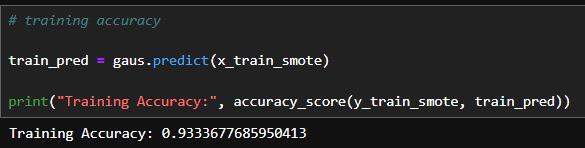 # training accuracy
train_pred = gaus.predict(x_train_smote)
print("Training Accuracy:", accuracy_score(y_train_smote, train_pred))
Training Accuracy: 0.9333677685950413